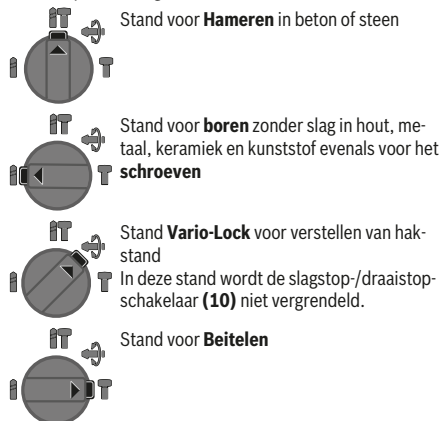 Stand voor Hameren in beton of steen
Stand voor boren zonder slag in hout, me-
taal, keramiek en kunststof evenals voor het
schroeven
Stand Vario-Lock voor verstellen van hak-
stand
In deze stand wordt de slagstop-/draaistop-
schakelaar (10) niet vergrendeld.
Stand voor Beitelen